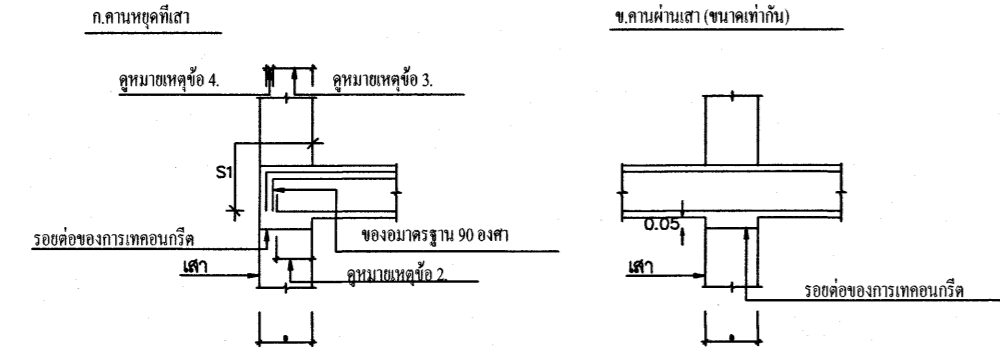 ก.คานหยุดที่เสา
ข.คานผ่านเสา (ขนาดเท่ากัน)
ดูหมายเหตุข้อ 4.
ดูหมายเหตุข้อ 3.
S1
รอยต่อของการเทคอนกรีต
ของอมาตรฐาน 90 องศา
เสา
ดูหมายเหตุข้อ 2.
0.05
เสา
รอยต่อของการเทคอนกรีต